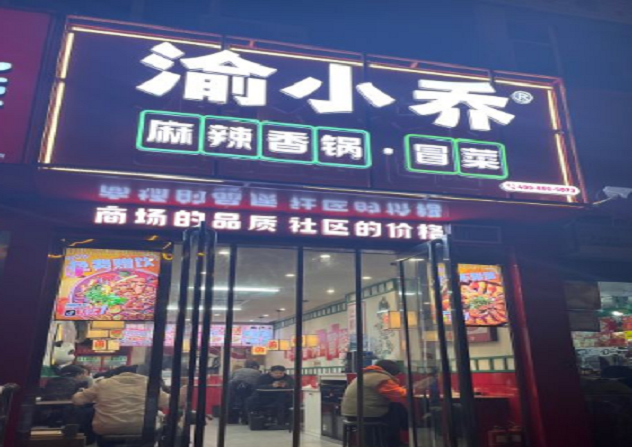 渝小乔®
麻辣香锅·冒菜
商场的品质 社区的价格